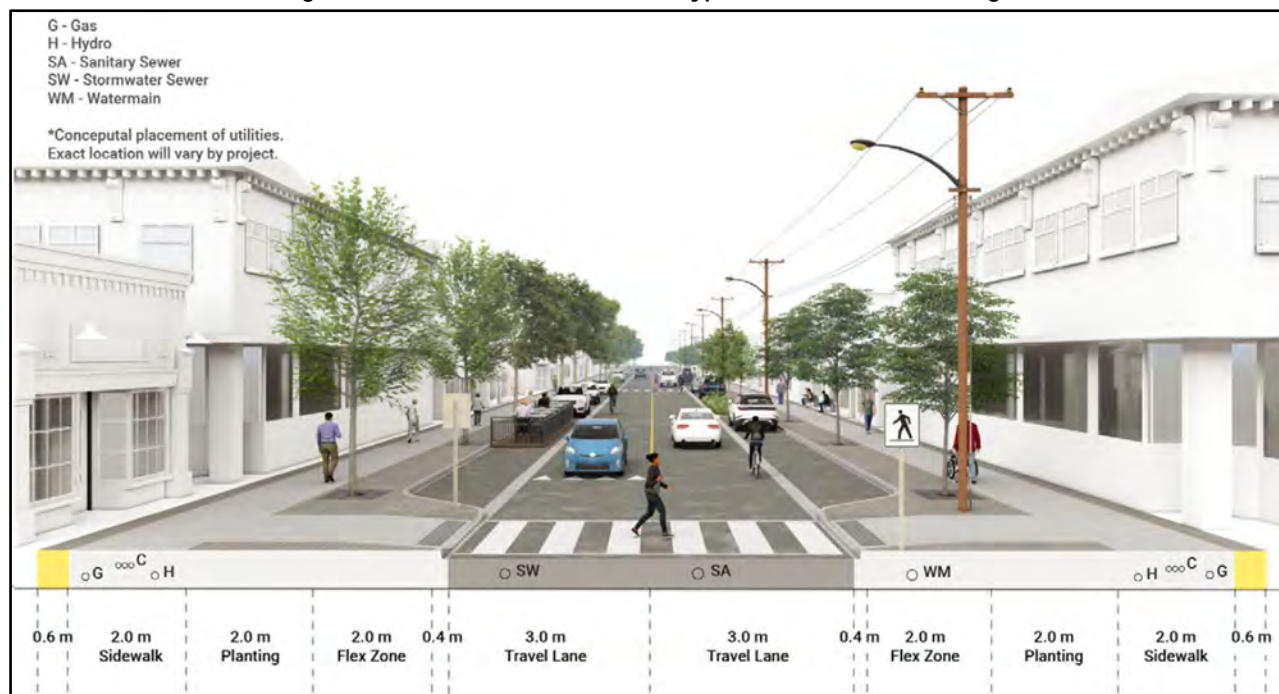 G - Gas
H - Hydro
SA - Sanitary Sewer
SW - Stormwater Sewer
WM - Watermain
*Conceputal placement of utilities.
Exact location will vary by project.
G C H SW SA WM H C G
0.6 m 2.0 m 2.0 m 2.0 m 0.4 m 3.0 m 3.0 m 0.4 m 2.0 m 2.0 m 2.0 m 0.6 m
Sidewalk Planting Flex Zone Travel Lane Travel Lane Flex Zone Planting Sidewalk